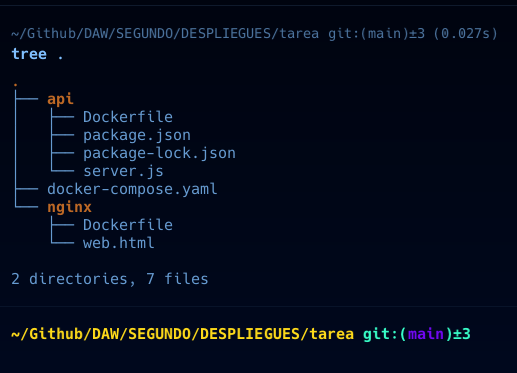 ~/Github/DAW/SEGUNDO/DESPLIEGUES/tarea git:(main)±3 (0.027s)
tree .
.
├── api
│   ├── Dockerfile
│   ├── package.json
│   ├── package-lock.json
│   └── server.js
├── docker-compose.yaml
└── nginx
    ├── Dockerfile
    └── web.html
2 directories, 7 files
~/Github/DAW/SEGUNDO/DESPLIEGUES/tarea git:(main)±3